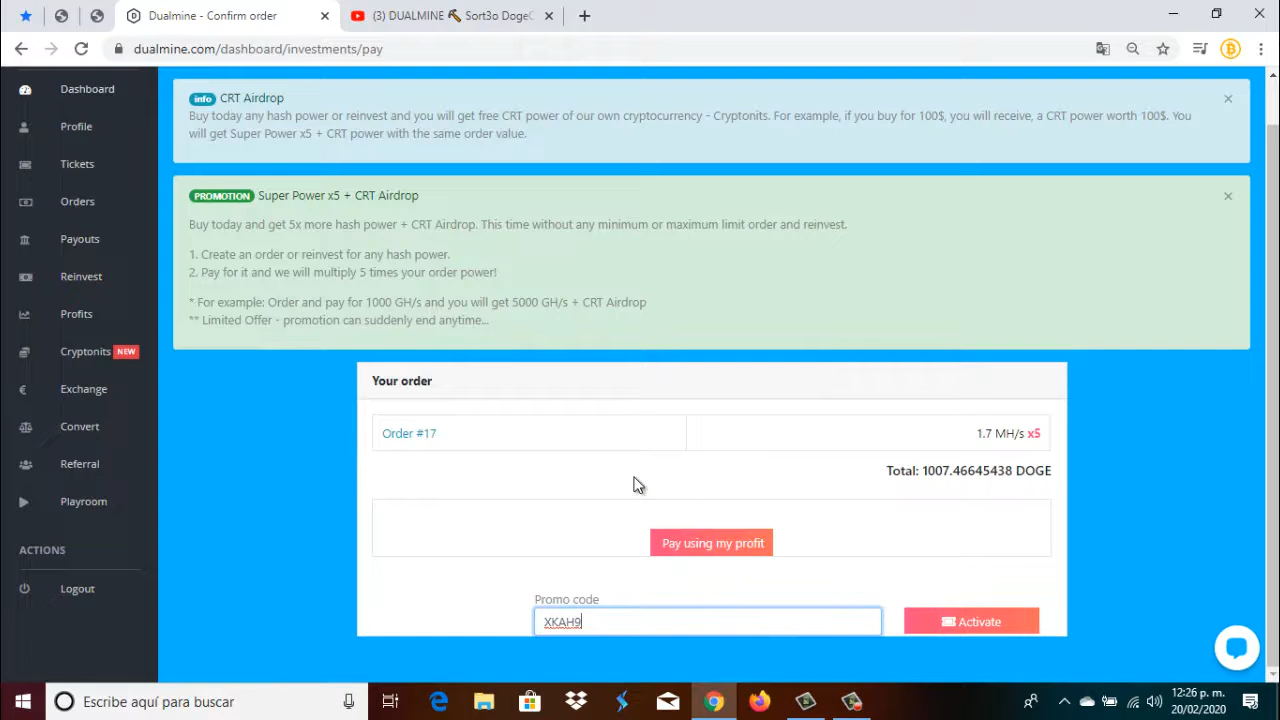 Dualmine - Confirm order
(3) DUALMINE 🔨 Sort3o DogeC
dualmine.com/dashboard/investments/pay
Dashboard
Profile
Tickets
Orders
Payouts
Reinvest
Profits
Cryptonits NEW
Exchange
Convert
Referral
Playroom
ACTIONS
Logout
info CRT Airdrop
Buy today any hash power or reinvest and you will get free CRT power of our own cryptocurrency - Cryptonits. For example, if you buy for 100$, you will receive, a CRT power worth 100$. You
will get Super Power x5 + CRT power with the same order value.
PROMOTION Super Power x5 + CRT Airdrop
Buy today and get 5x more hash power + CRT Airdrop. This time without any minimum or maximum limit order and reinvest.
1. Create an order or reinvest for any hash power.
2. Pay for it and we will multiply 5 times your order power!
* For example: Order and pay for 1000 GH/s and you will get 5000 GH/s + CRT Airdrop
** Limited Offer - promotion can suddenly end anytime...
Your order
Order #17 1.7 MH/s x5
Total: 1007.46645438 DOGE
Pay using my profit
Promo code
XKAH9
Activate
Escribe aquí para buscar
12:26 p. m.
20/02/2020